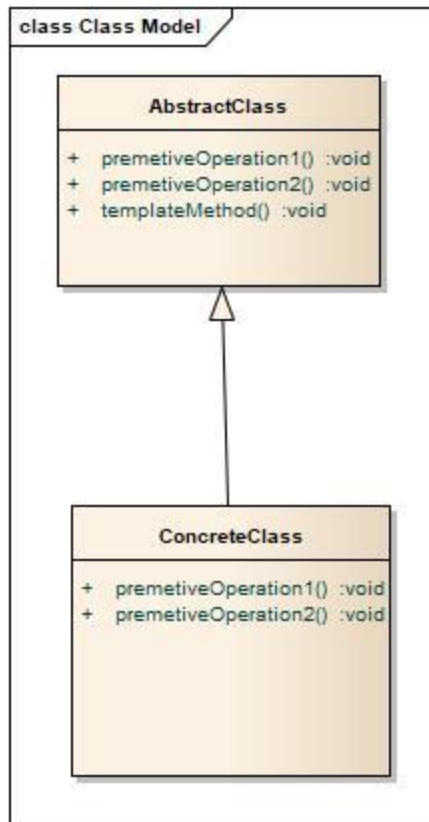 class Class Model
AbstractClass
+ premetiveOperation1() :void
+ premetiveOperation2() :void
+ templateMethod() :void
ConcreteClass
+ premetiveOperation1() :void
+ premetiveOperation2() :void